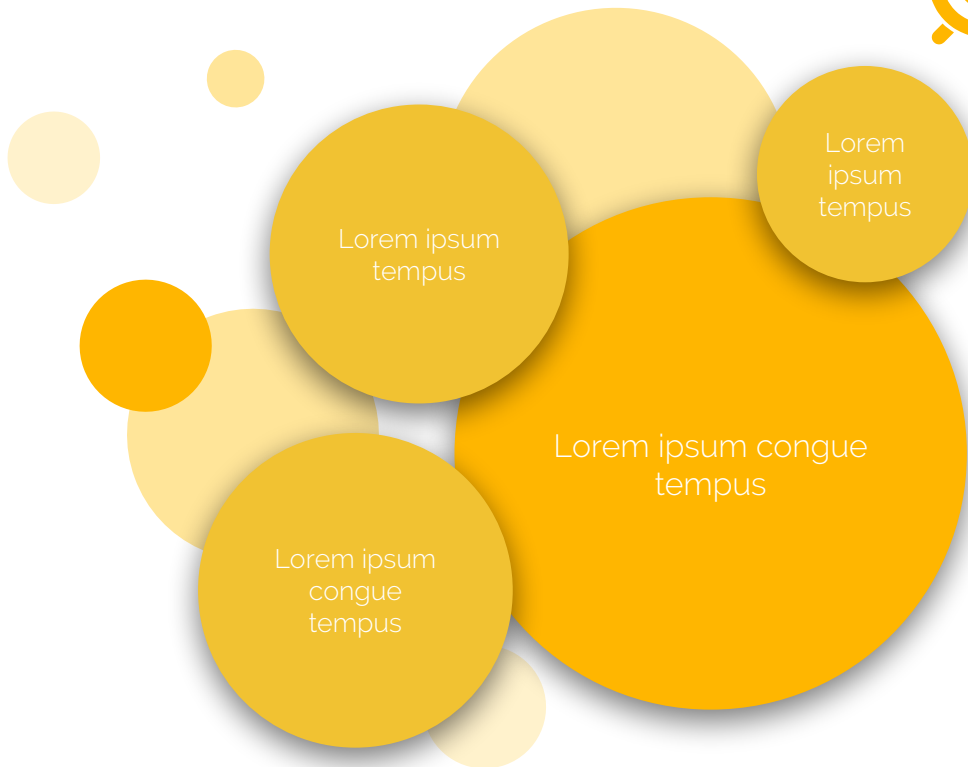 Lorem
ipsum
tempus
Lorem ipsum
tempus
Lorem ipsum congue
tempus
Lorem ipsum
congue
tempus